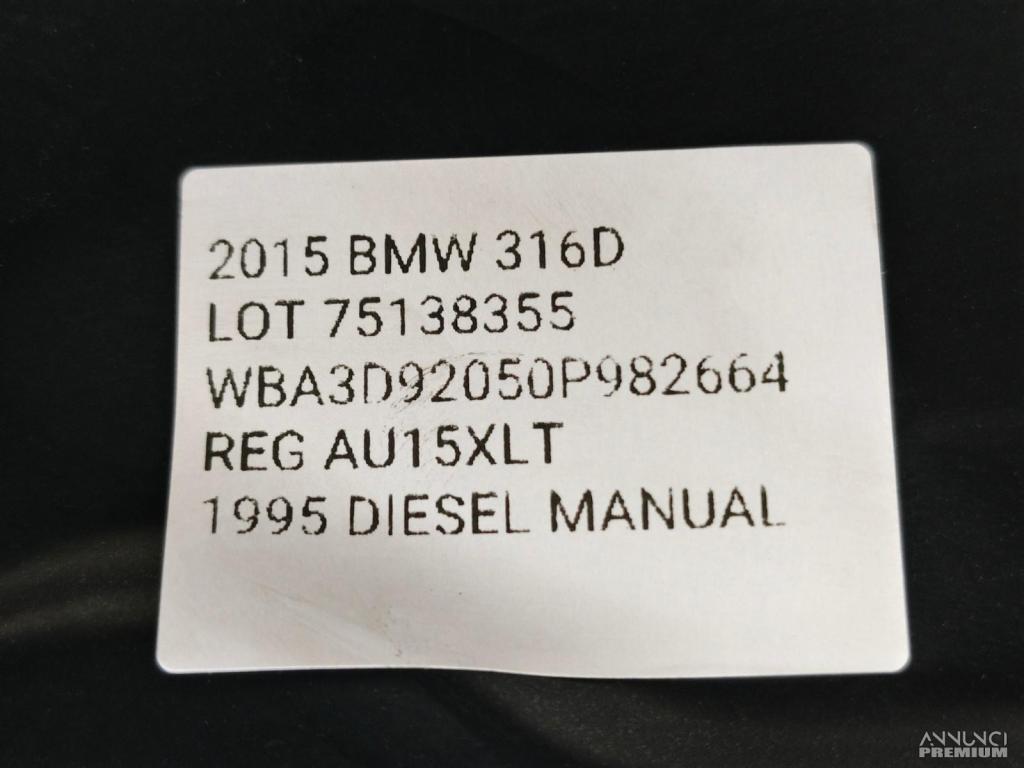 2015 BMW 316D
LOT 75138355
WBA3D92050P982664
REG AU15XLT
1995 DIESEL MANUAL
ANNUNCI
PREMIUM